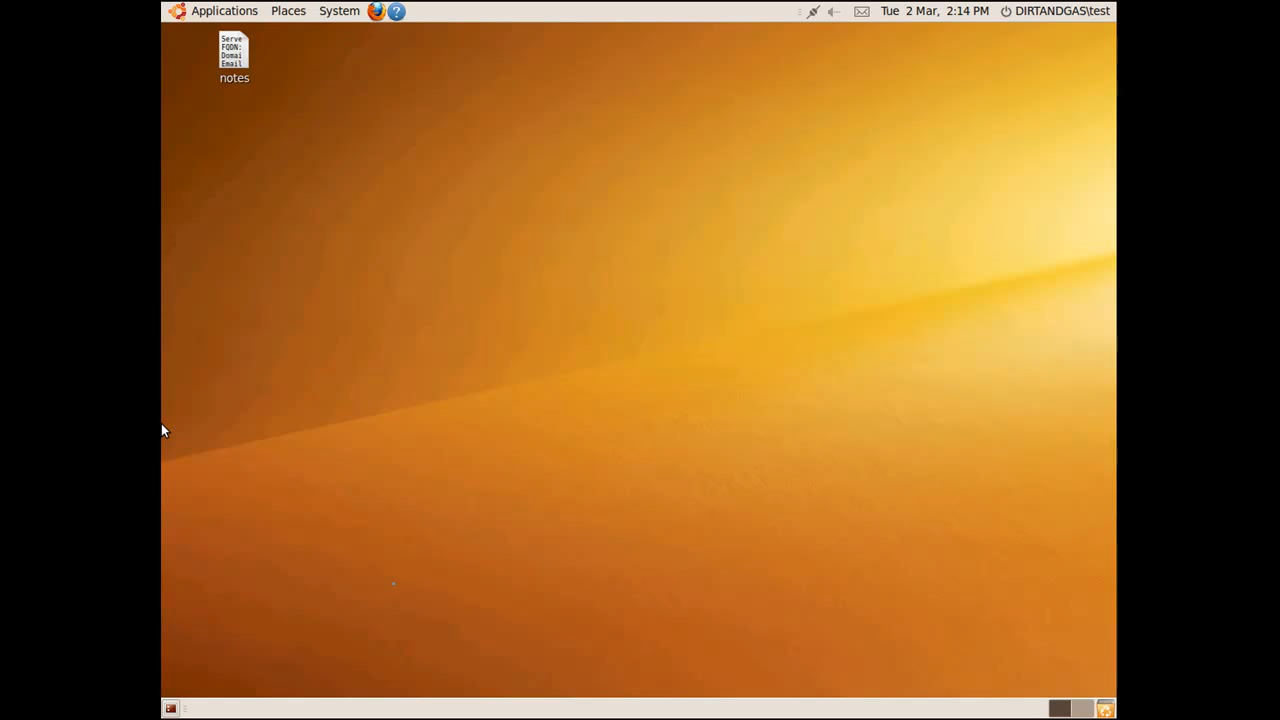 Applications Places System
Tue 2 Mar, 2:14 PM DIRTANDGAS\test
Serve
FQDN:
Domai
Email
notes